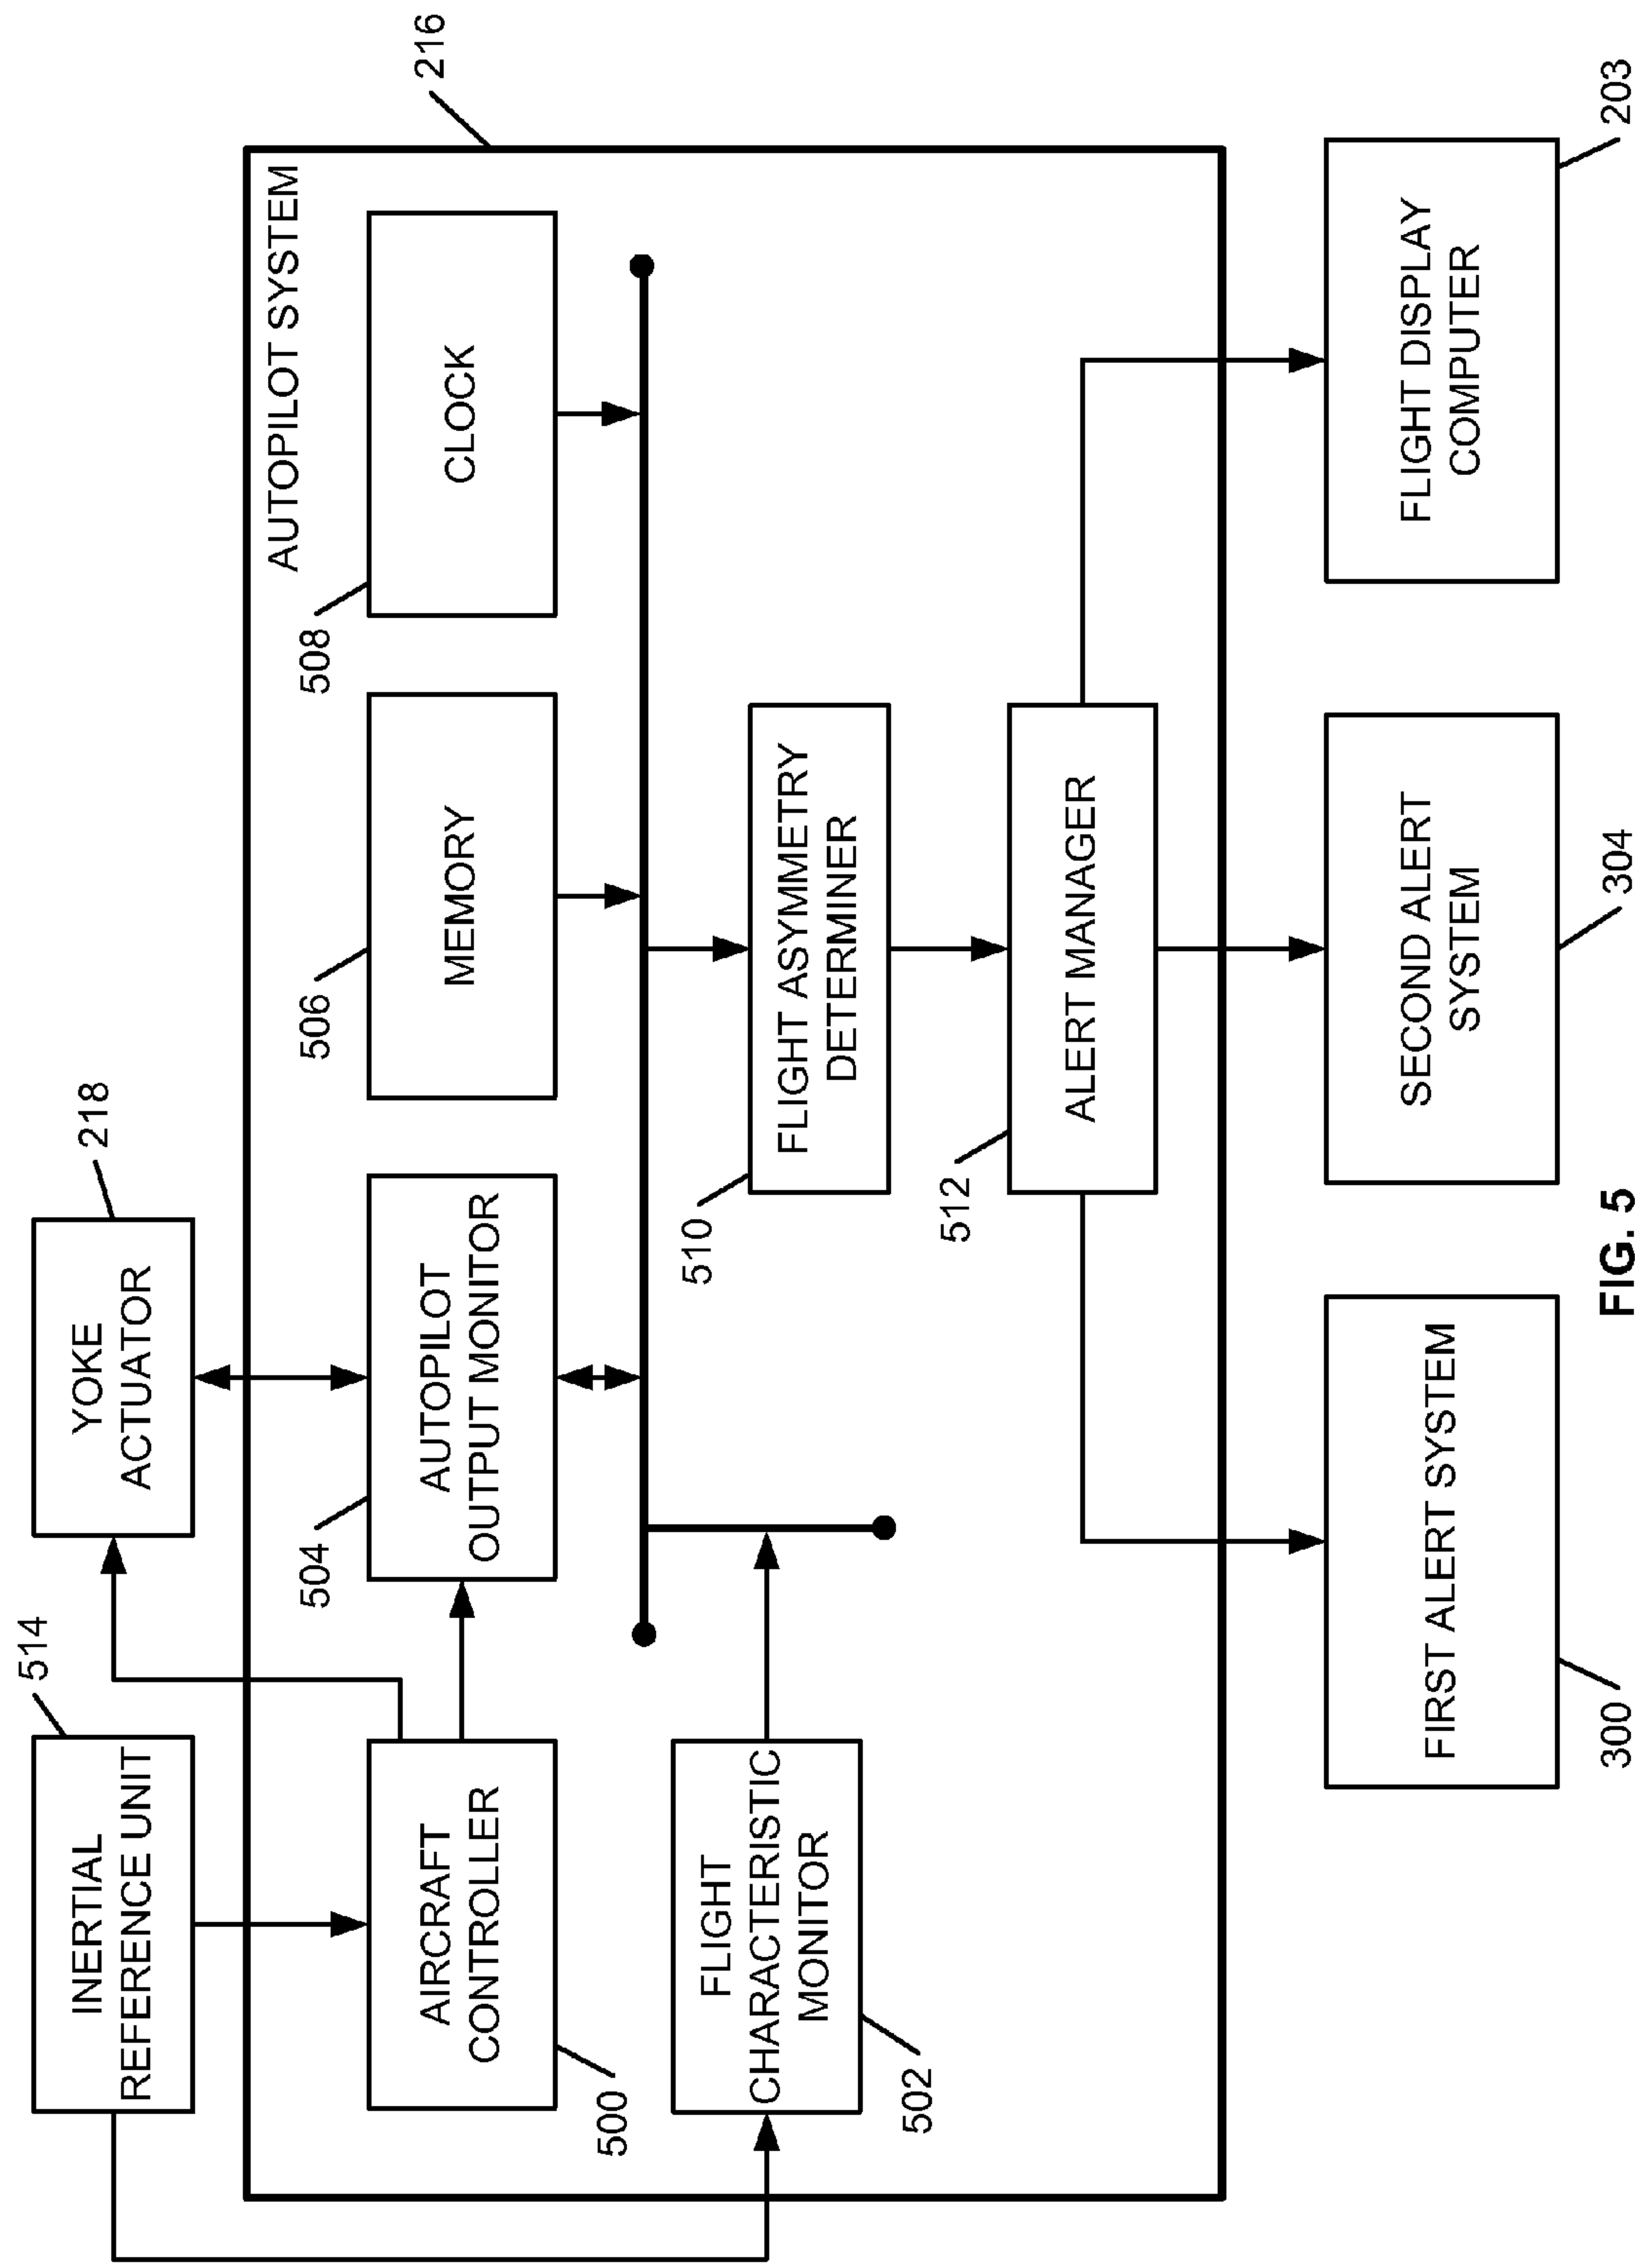 514
218
216
INERTIAL
REFERENCE UNIT
YOKE
ACTUATOR
AUTOPILOT SYSTEM
504
506
508
AIRCRAFT
CONTROLLER
AUTOPILOT
OUTPUT MONITOR
MEMORY
CLOCK
500
FLIGHT
CHARACTERISTIC
MONITOR
510
FLIGHT ASYMMETRY
DETERMINER
502
512
ALERT MANAGER
FIRST ALERT SYSTEM
SECOND ALERT
SYSTEM
FLIGHT DISPLAY
COMPUTER
300
304
203
FIG. 5